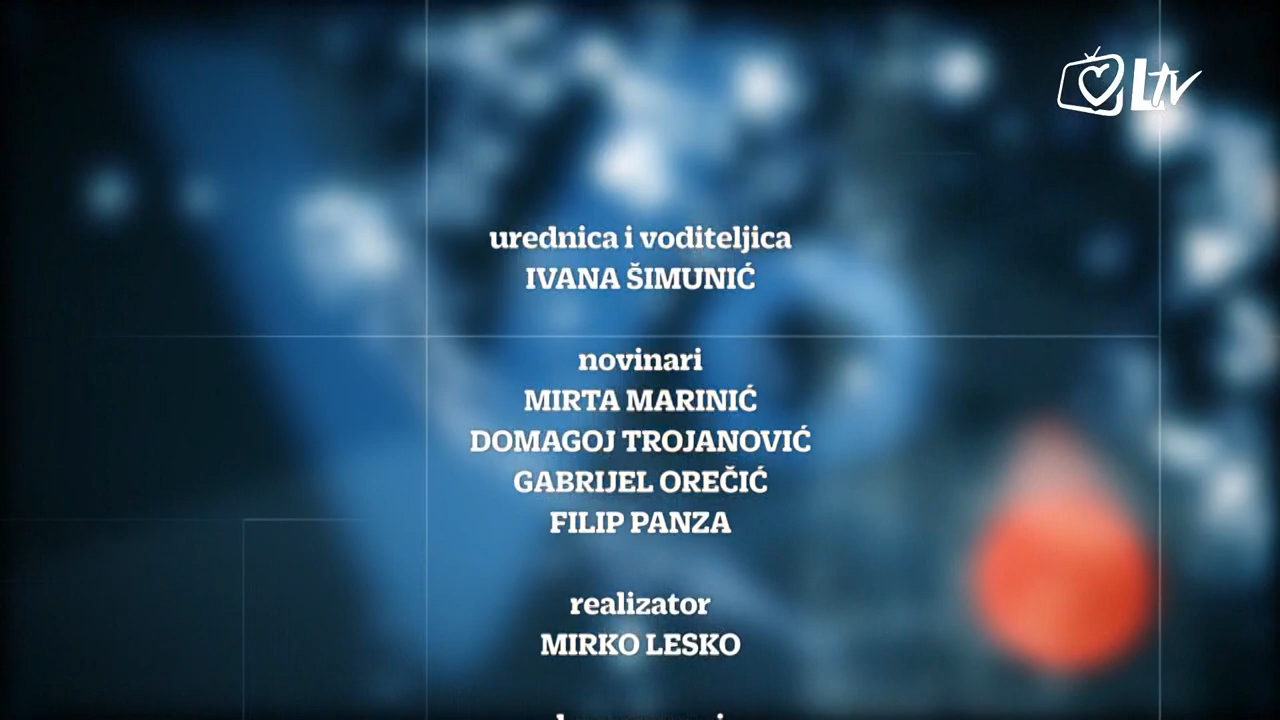 LTV
urednica i voditeljica
IVANA ŠIMUNIĆ
novinari
MIRTA MARINIĆ
DOMAGOJ TROJANOVIĆ
GABRIJEL OREČIĆ
FILIP PANZA
realizator
MIRKO LESKO